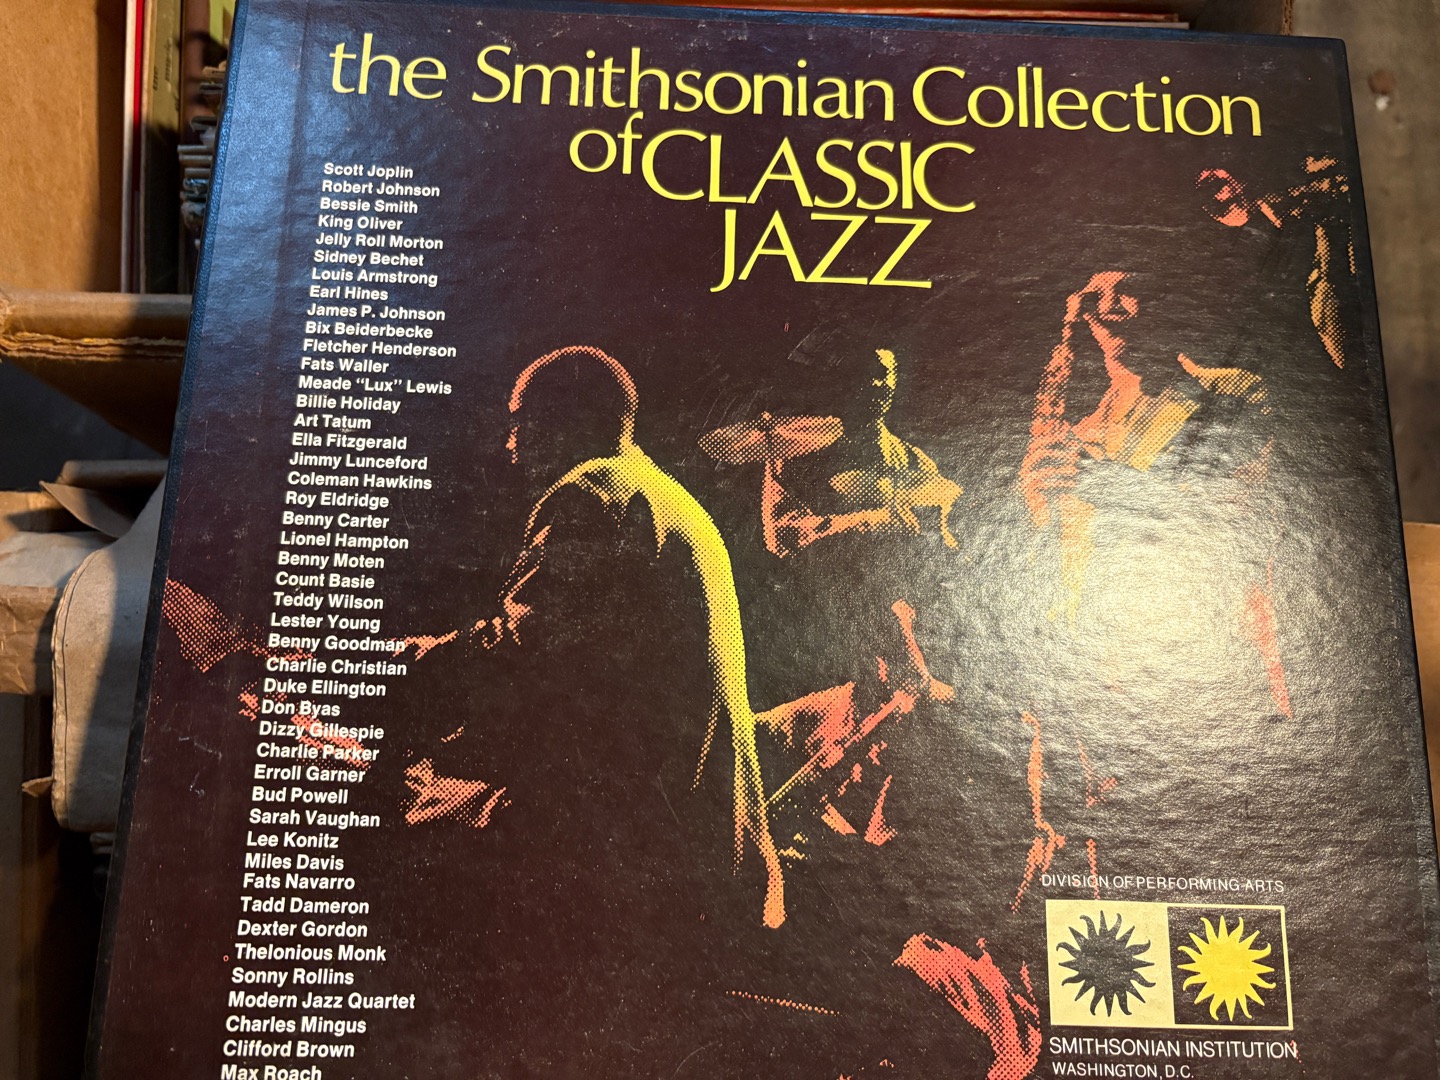 the Smithsonian Collection
of CLASSIC
JAZZ
Scott Joplin
Robert Johnson
Bessie Smith
King Oliver
Jelly Roll Morton
Sidney Bechet
Louis Armstrong
Earl Hines
James P. Johnson
Bix Beiderbecke
Fletcher Henderson
Fats Waller
Meade “Lux” Lewis
Billie Holiday
Art Tatum
Ella Fitzgerald
Jimmy Lunceford
Coleman Hawkins
Roy Eldridge
Benny Carter
Lionel Hampton
Benny Moten
Count Basie
Teddy Wilson
Lester Young
Benny Goodman
Charlie Christian
Duke Ellington
Don Byas
Dizzy Gillespie
Charlie Parker
Erroll Garner
Bud Powell
Sarah Vaughan
Lee Konitz
Miles Davis
Fats Navarro
Tadd Dameron
Dexter Gordon
Thelonious Monk
Sonny Rollins
Modern Jazz Quartet
Charles Mingus
Clifford Brown
Max Roach
DIVISION OF PERFORMING ARTS
SMITHSONIAN INSTITUTION
WASHINGTON, D.C.